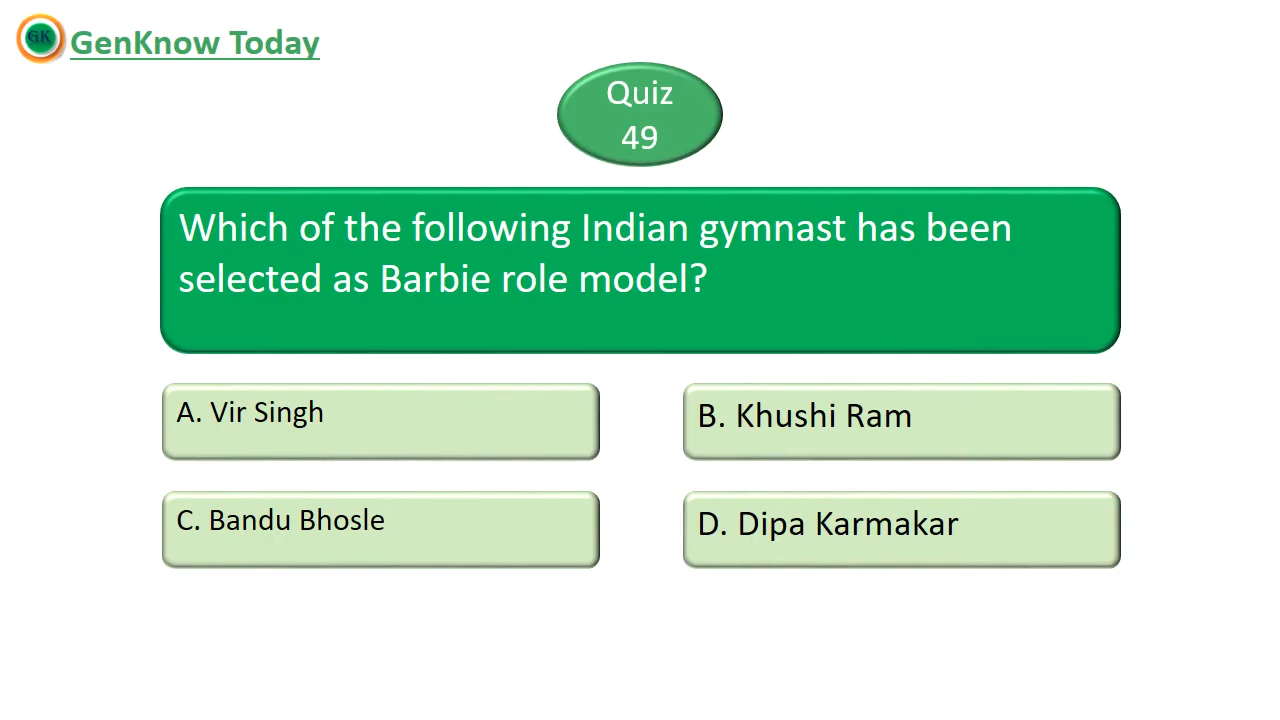 GK GenKnow Today
Quiz
49
Which of the following Indian gymnast has been
selected as Barbie role model?
A. Vir Singh
B. Khushi Ram
C. Bandu Bhosle
D. Dipa Karmakar